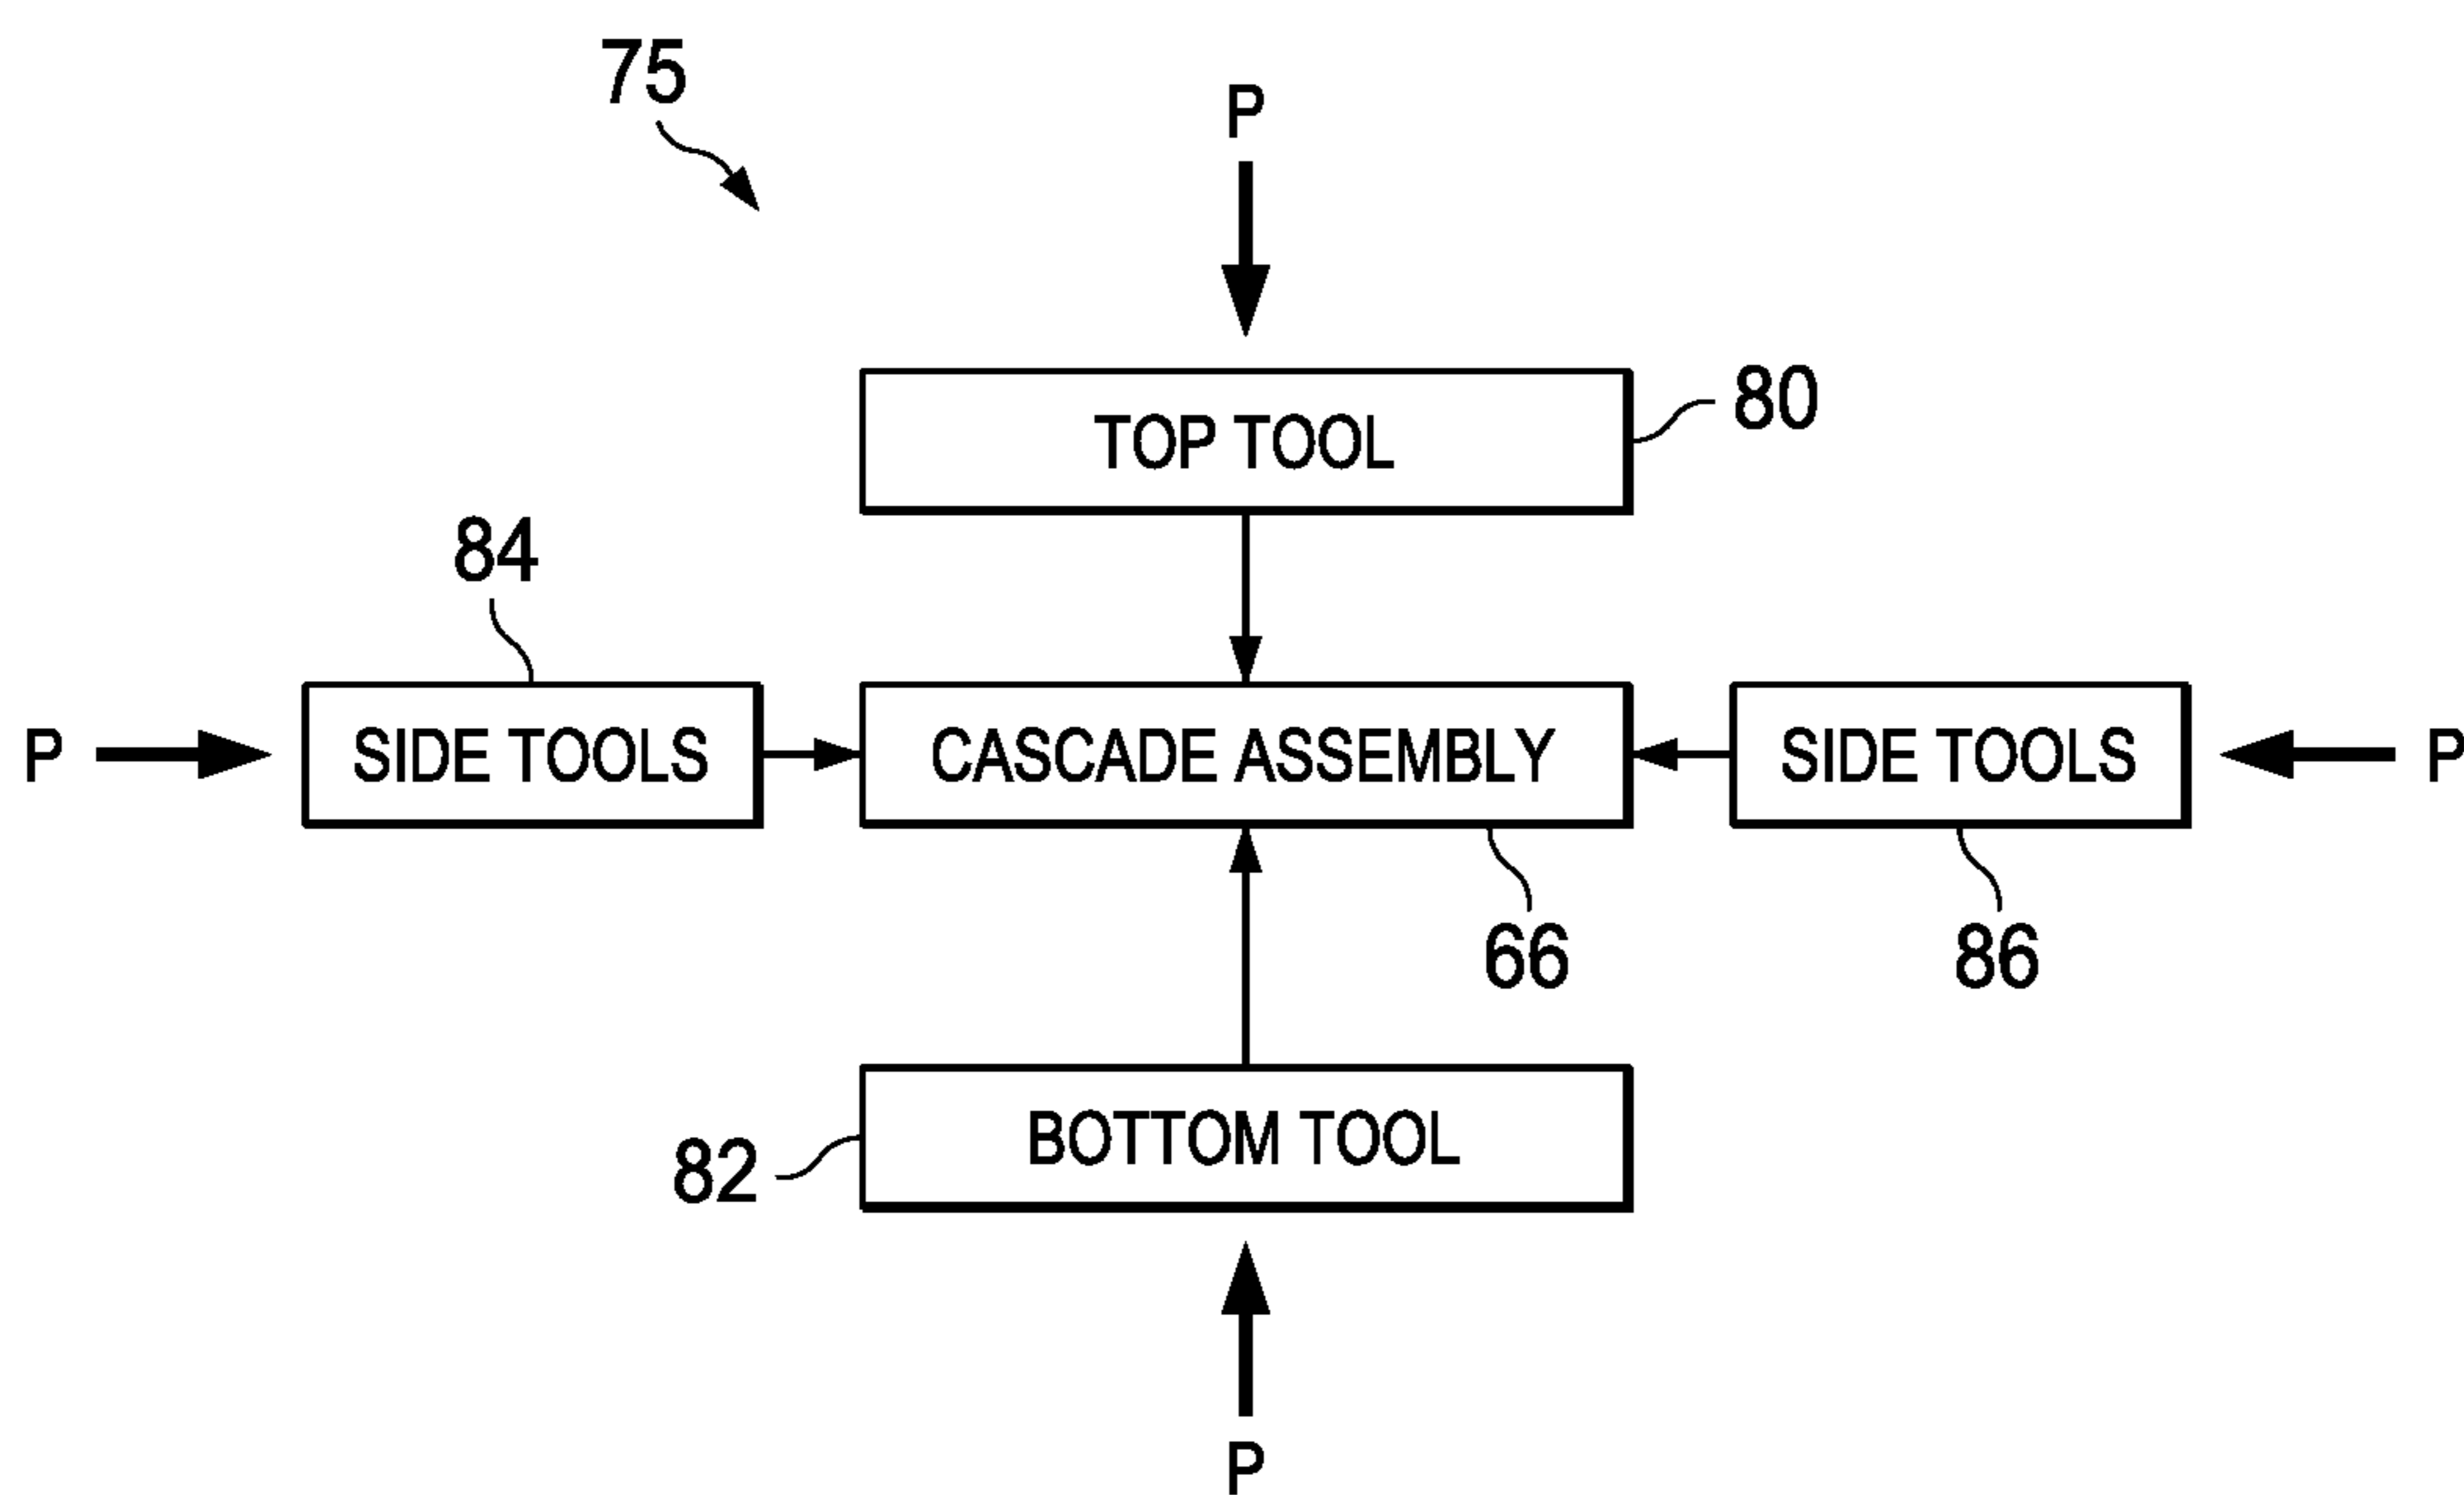 75
P
TOP TOOL
80
84
P
SIDE TOOLS
CASCADE ASSEMBLY
SIDE TOOLS
P
66
86
BOTTOM TOOL
82
P